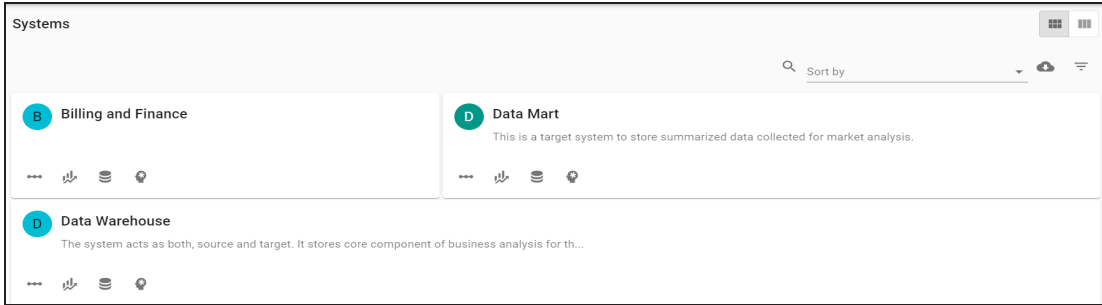 Systems
Sort by
B
Billing and Finance
D
Data Mart
This is a target system to store summarized data collected for market analysis.
D
Data Warehouse
The system acts as both, source and target. It stores core component of business analysis for th...